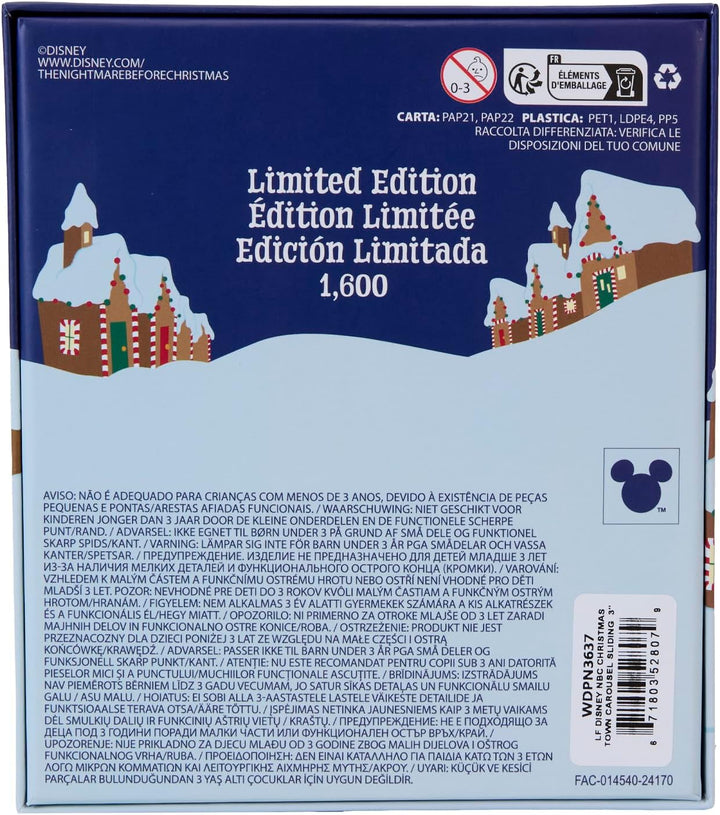 ©DISNEY
WWW.DISNEY.COM/
THENIGHTMAREBEFORECHRISTMAS
0-3
FR
ÉLÉMENTS
D'EMBALLAGE
CARTA: PAP21, PAP22 PLASTICA: PET1, LDPE4, PP5
RACCOLTA DIFFERENZIATA: VERIFICA LE
DISPOSIZIONI DEL TUO COMUNE
Limited Edition
Édition Limitée
Edición Limitada
1,600
TM
AVISO: NÃO É ADEQUADO PARA CRIANÇAS COM MENOS DE 3 ANOS, DEVIDO À EXISTÊNCIA DE PEÇAS
PEQUENAS E PONTAS/ARESTAS AFIADAS FUNCIONAIS. / WAARSCHUWING: NIET GESCHIKT VOOR
KINDEREN JONGER DAN 3 JAAR DOOR DE KLEINE ONDERDELEN EN DE FUNCTIONELE SCHERPE
PUNT/RAND. / ADVARSEL: IKKE EGNET TIL BØRN UNDER 3 PÅ GRUND AF SMÅ DELE OG FUNKTIONEL
SKARP SPIDS/KANT. / VARNING: LÄMPAR SIG INTE FÖR BARN UNDER 3 ÅR PGA SMÅDELAR OCH VASSA
KANTER/SPETSAR. / ПРЕДУПРЕЖДЕНИЕ. ИЗДЕЛИЕ НЕ ПРЕДНАЗНАЧЕНО ДЛЯ ДЕТЕЙ МЛАДШЕ 3 ЛЕТ
ИЗ-ЗА НАЛИЧИЯ МЕЛКИХ ДЕТАЛЕЙ И ФУНКЦИОНАЛЬНОГО ОСТРОГО КОНЦА (КРОМКИ). / VAROVÁNÍ:
VZHLEDEM K MALÝM ČÁSTEM A FUNKČNÍMU OSTRÉMU HROTU NEBO OSTŘÍ NENÍ VHODNÉ PRO DĚTI
MLADŠÍ 3 LET. POZOR: NEVHODNÉ PRE DETI DO 3 ROKOV KVÔLI MALÝM ČASTIAM A FUNKČNÝM OSTRÝM
HROTOM/HRANÁM. / FIGYELEM: NEM ALKALMAS 3 ÉV ALATTI GYERMEKEK SZÁMÁRA A KIS ALKATRÉSZEK
ÉS A FUNKCIONÁLIS ÉL/HEGY MIATT. / OPOZORILO: NI PRIMERNO ZA OTROKE MLAJŠE OD 3 LET ZARADI
MAJHNIH DELOV IN FUNKCIONALNO OSTRE KONICE/ROBA. / OSTRZEŻENIE: PRODUKT NIE JEST
PRZEZNACZONY DLA DZIECI PONIŻEJ 3 LAT ZE WZGLĘDU NA MAŁE CZĘŚCI I OSTRĄ
KOŃCÓWKĘ/KRAWĘDŹ. / ADVARSEL: PASSER IKKE TIL BARN UNDER 3 ÅR PÅ GRUNN AV SMÅ DELER OG
FUNKSJONELL SKARP PUNKT/KANT. / ATENȚIE: NU ESTE RECOMANDAT PENTRU COPII SUB 3 ANI DATORITĂ
PIESELOR MICI ȘI A PUNCTULUI/MUCHIILOR FUNCȚIONALE ASCUȚITE. / BRĪDINĀJUMS: IZSTRĀDĀJUMS
NAV PIEMĒROTS BĒRNIEM LĪDZ 3 GADU VECUMAM, JO SATUR SĪKAS DETAĻAS UN FUNKCIONĀLU SMAILI
GALU / ASU MALU. / HOIATUS: EI SOBI ALLA 3-AASTASTELE LASTELE VÄIKESTE DETAILIDE JA
FUNKTSIOONAALSE TERAVA OTSA/ÄÄRE TÕTTU. / ĮSPĖJIMAS NETINKA JAUNESNIEMS KAIP 3 METŲ VAIKAMS
DĖL SMULKIŲ DALIŲ IR FUNKCINIŲ AŠTRIŲ VIETŲ / KRAŠTŲ. / ПРЕДУПРЕЖДЕНИЕ: НЕ Е ПОДХОДЯЩО ЗА
ДЕЦА ПОД 3 ГОДИНИ ПОРАДИ МАЛКИ ЧАСТИ ИЛИ ФУНКЦИОНАЛЕН ОСТЪР ВРЪХ/КРАЙ. /
UPOZORENJE: NIJE PRIKLADNO ZA DJECU MLAĐU OD 3 GODINE ZBOG MALIH DIJELOVA I OŠTROG
FUNKCIONALNOG VRHA/RUBA. / ΠΡΟΕΙΔΟΠΟΙΗΣΗ: ΔΕΝ ΕΙΝΑΙ ΚΑΤΑΛΛΗΛΟ ΓΙΑ ΠΑΙΔΙΑ ΚΑΤΩ ΤΩΝ 3 ΕΤΩΝ
ΛΟΓΩ ΜΙΚΡΩΝ ΚΟΜΜΑΤΙΩΝ ΚΑΙ ΛΕΙΤΟΥΡΓΙΚΗΣ ΑΙΧΜΗΡΗΣ ΜΥΤΗΣ/ΑΚΡΟΥ. / UYARI: KÜÇÜK VE KESİCİ
PARÇALAR BULUNDUĞUNDAN 3 YAŞ ALTI ÇOCUKLAR İÇİN UYGUN DEĞİLDİR.
WDPN3637
LF DISNEY NBC CHRISTMAS
TOWN CAROUSEL SLIDING 3"
6 71803 52807 9
FAC-014540-24170